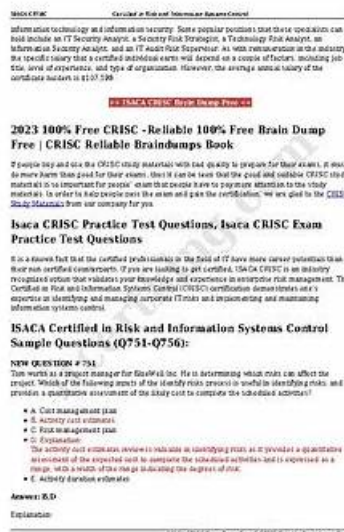 ISACA CRISC Certified in Risk and Information Systems Control
information technology and information security. Some popular positions that these specialists can
hold include an IT Security Analyst, a Security Risk Strategist, a Technology Risk Analyst, an
Information Security Analyst, and an IT Audit Risk Supervisor. As with remuneration in the industry,
the specific salary that a certified individual earns will depend on a couple of factors, including job
title, level of experience, and type of organization. However, the average annual salary of the
certificate holders is $107,399.
>> ISACA CRISC Brain Dump Free <<
2023 100% Free CRISC -Reliable 100% Free Brain Dump
Free | CRISC Reliable Braindumps Book
If people buy and use the CRISC study materials with bad quality to prepare for their exams, it must
do more harm than good for their exams, thus it can be seen that the good and reliable CRISC study
materials is so important for people' exam that people have to pay more attention to the study
materials. In order to help people pass the exam and gain the certification, we are glad to the CRISC
Study Materials from our company for you.
Isaca CRISC Practice Test Questions, Isaca CRISC Exam
Practice Test Questions
It is a known fact that the certified professionals in the field of IT have more career potential than
their non certified counterparts. If you are looking to get certified, ISACA CRISC is an industry
recognized option that validates your knowledge and experience in enterprise risk management. The
Certified in Risk and Information Systems Control (CRISC) certification demonstrates one's
expertise in identifying and managing corporate IT risks and implementing and maintaining
information systems control.
ISACA Certified in Risk and Information Systems Control
Sample Questions (Q751-Q756):
NEW QUESTION # 751
Tom works as a project manager for BlueWell Inc. He is determining which risks can affect the
project. Which of the following inputs of the identify risks process is useful in identifying risks, and
provides a quantitative assessment of the likely cost to complete the scheduled activities?
A. Cost management plan
B. Activity cost estimates
C. Risk management plan
D. Explanation:
The activity cost estimates review is valuable in identifying risks as it provides a quantitative
assessment of the expected cost to complete the scheduled activities and is expressed as a
range, with a width of the range indicating the degrees of risk.
E. Activity duration estimates
Answer: B,D
Explanation: